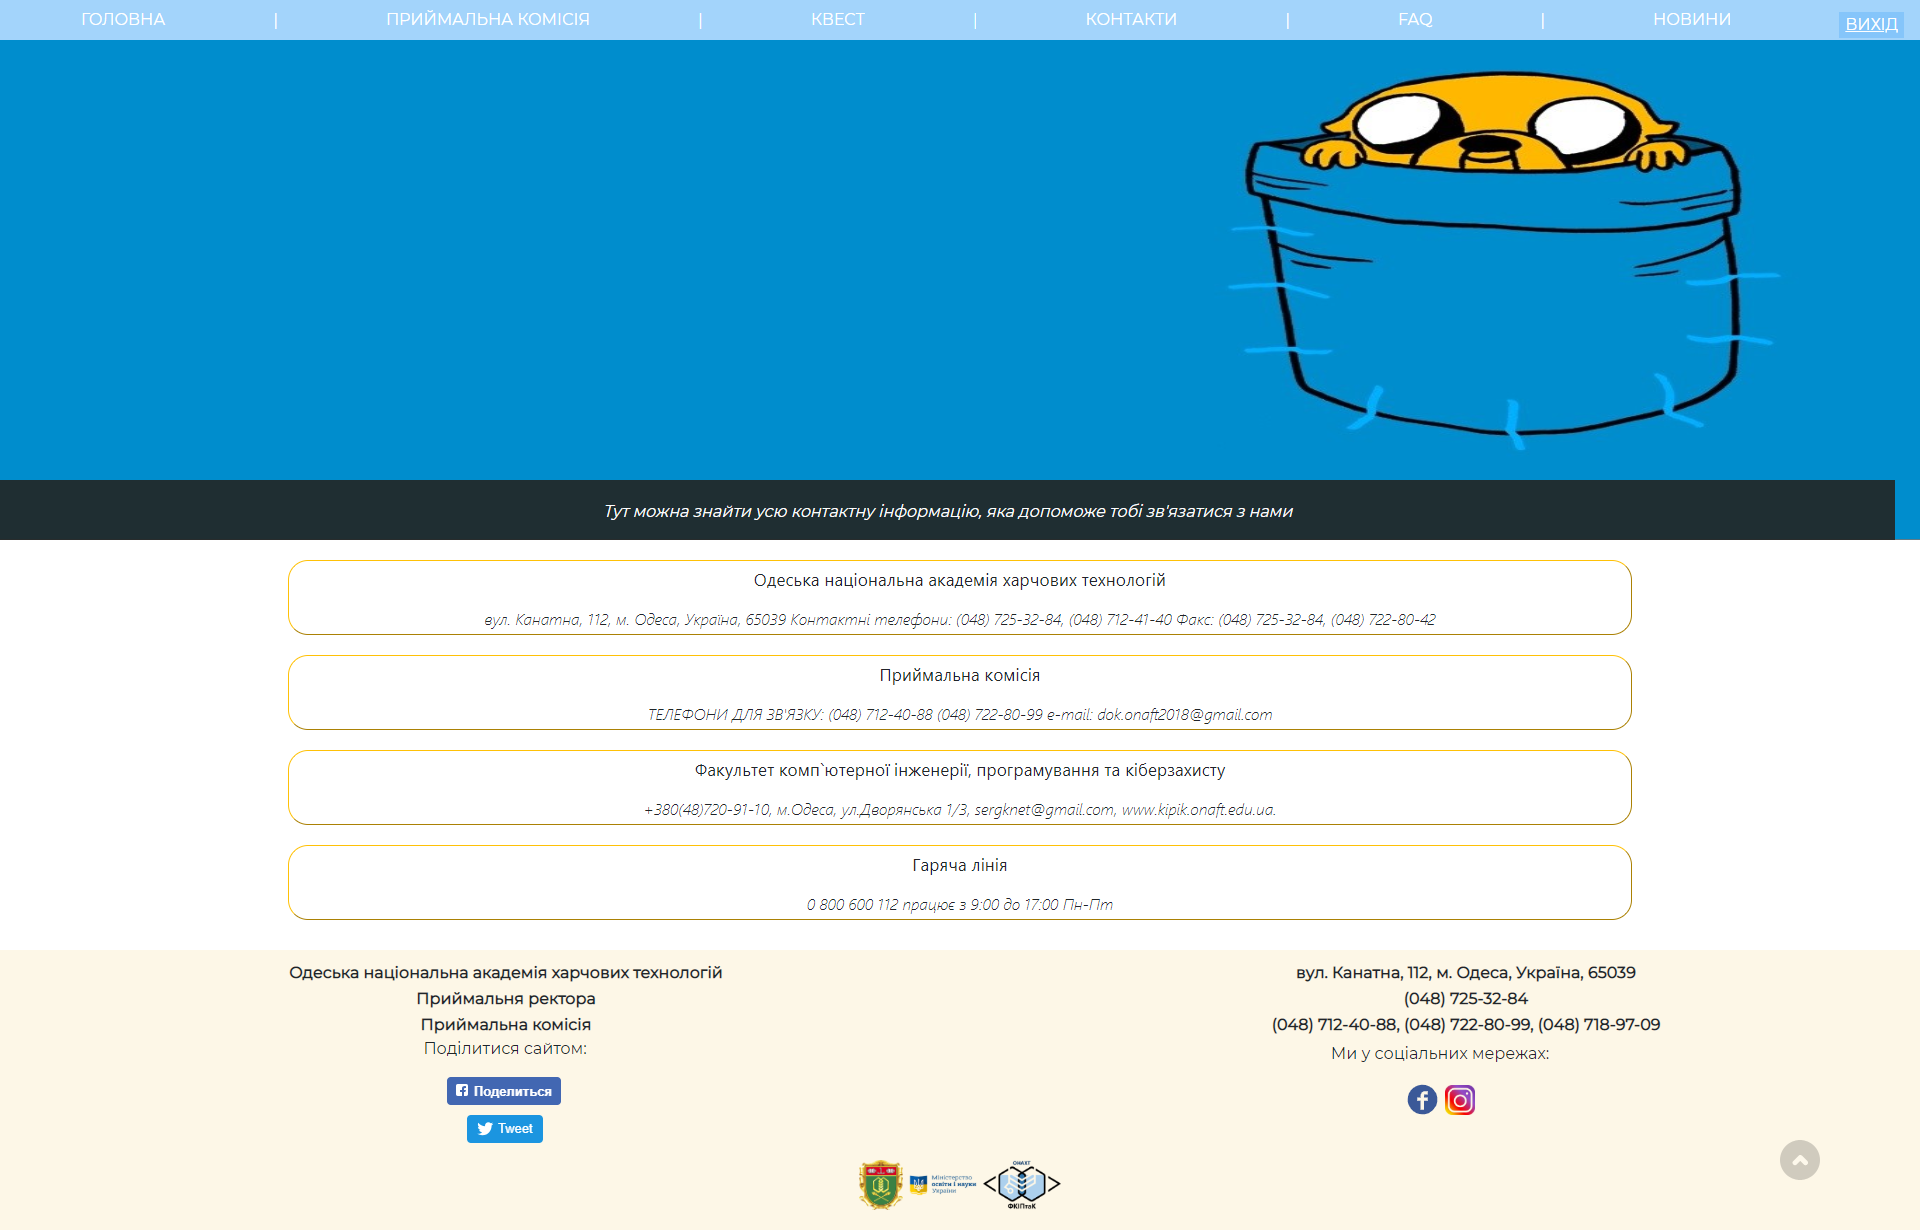 ГОЛОВНА | ПРИЙМАЛЬНА КОМІСІЯ | КВЕСТ | КОНТАКТИ | FAQ | НОВИНИ ВИХІД
Тут можна знайти усю контактну інформацію, яка допоможе тобі зв'язатися з нами
Одеська національна академія харчових технологій
вул. Канатна, 112, м. Одеса, Україна, 65039 Контактні телефони: (048) 725-32-84, (048) 712-41-40 Факс: (048) 725-32-84, (048) 722-80-42
Приймальна комісія
ТЕЛЕФОНИ ДЛЯ ЗВ'ЯЗКУ: (048) 712-40-88 (048) 722-80-99 e-mail: dok.onaft2018@gmail.com
Факультет комп`ютерної інженерії, програмування та кіберзахисту
+380(48)720-91-10, м.Одеса, ул.Дворянська 1/3, sergknet@gmail.com, www.kipik.onaft.edu.ua.
Гаряча лінія
0 800 600 112 працює з 9:00 до 17:00 Пн-Пт
Одеська національна академія харчових технологій
Приймальня ректора
Приймальна комісія
Поділитися сайтом:
Поделиться
Tweet
вул. Канатна, 112, м. Одеса, Україна, 65039
(048) 725-32-84
(048) 712-40-88, (048) 722-80-99, (048) 718-97-09
Ми у соціальних мережах:
Міністерство
освіти і науки
України
ОНАХТ
ФКІПтаК